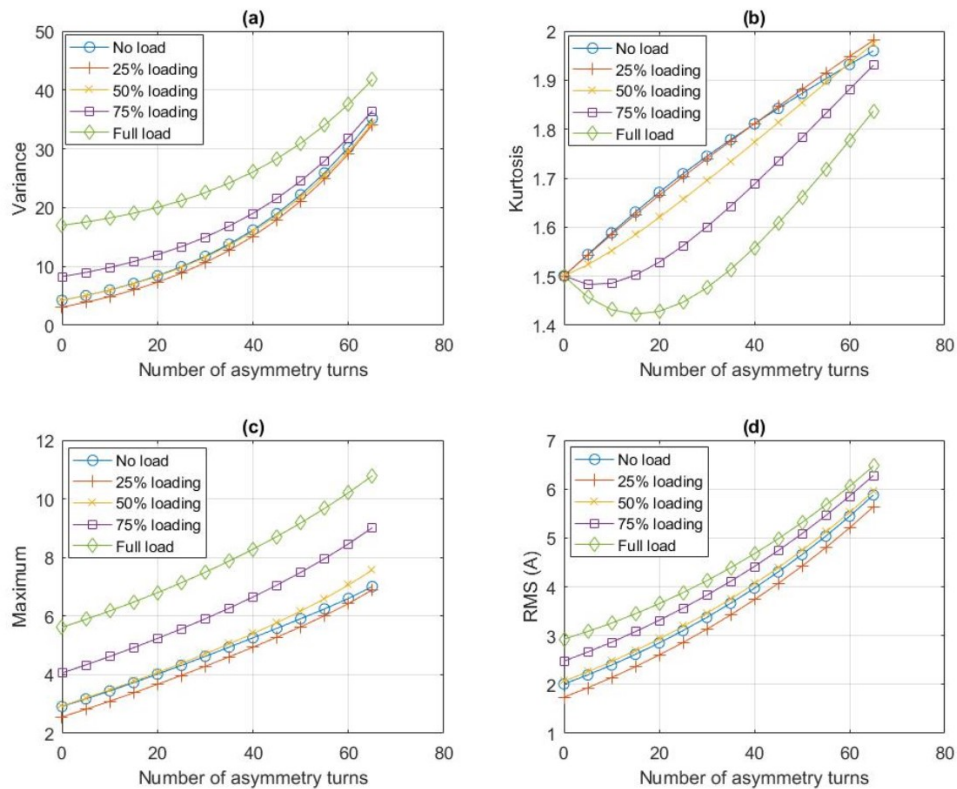 (a)
50
40
30
20
10
0
Variance
No load
25% loading
50% loading
75% loading
Full load
0 20 40 60 80
Number of asymmetry turns
(b)
2
1.9
1.8
1.7
1.6
1.5
1.4
Kurtosis
No load
25% loading
50% loading
75% loading
Full load
0 20 40 60 80
Number of asymmetry turns
(c)
12
10
8
6
4
2
Maximum
No load
25% loading
50% loading
75% loading
Full load
0 20 40 60 80
Number of asymmetry turns
(d)
7
6
5
4
3
2
1
RMS (A)
No load
25% loading
50% loading
75% loading
Full load
0 20 40 60 80
Number of asymmetry turns